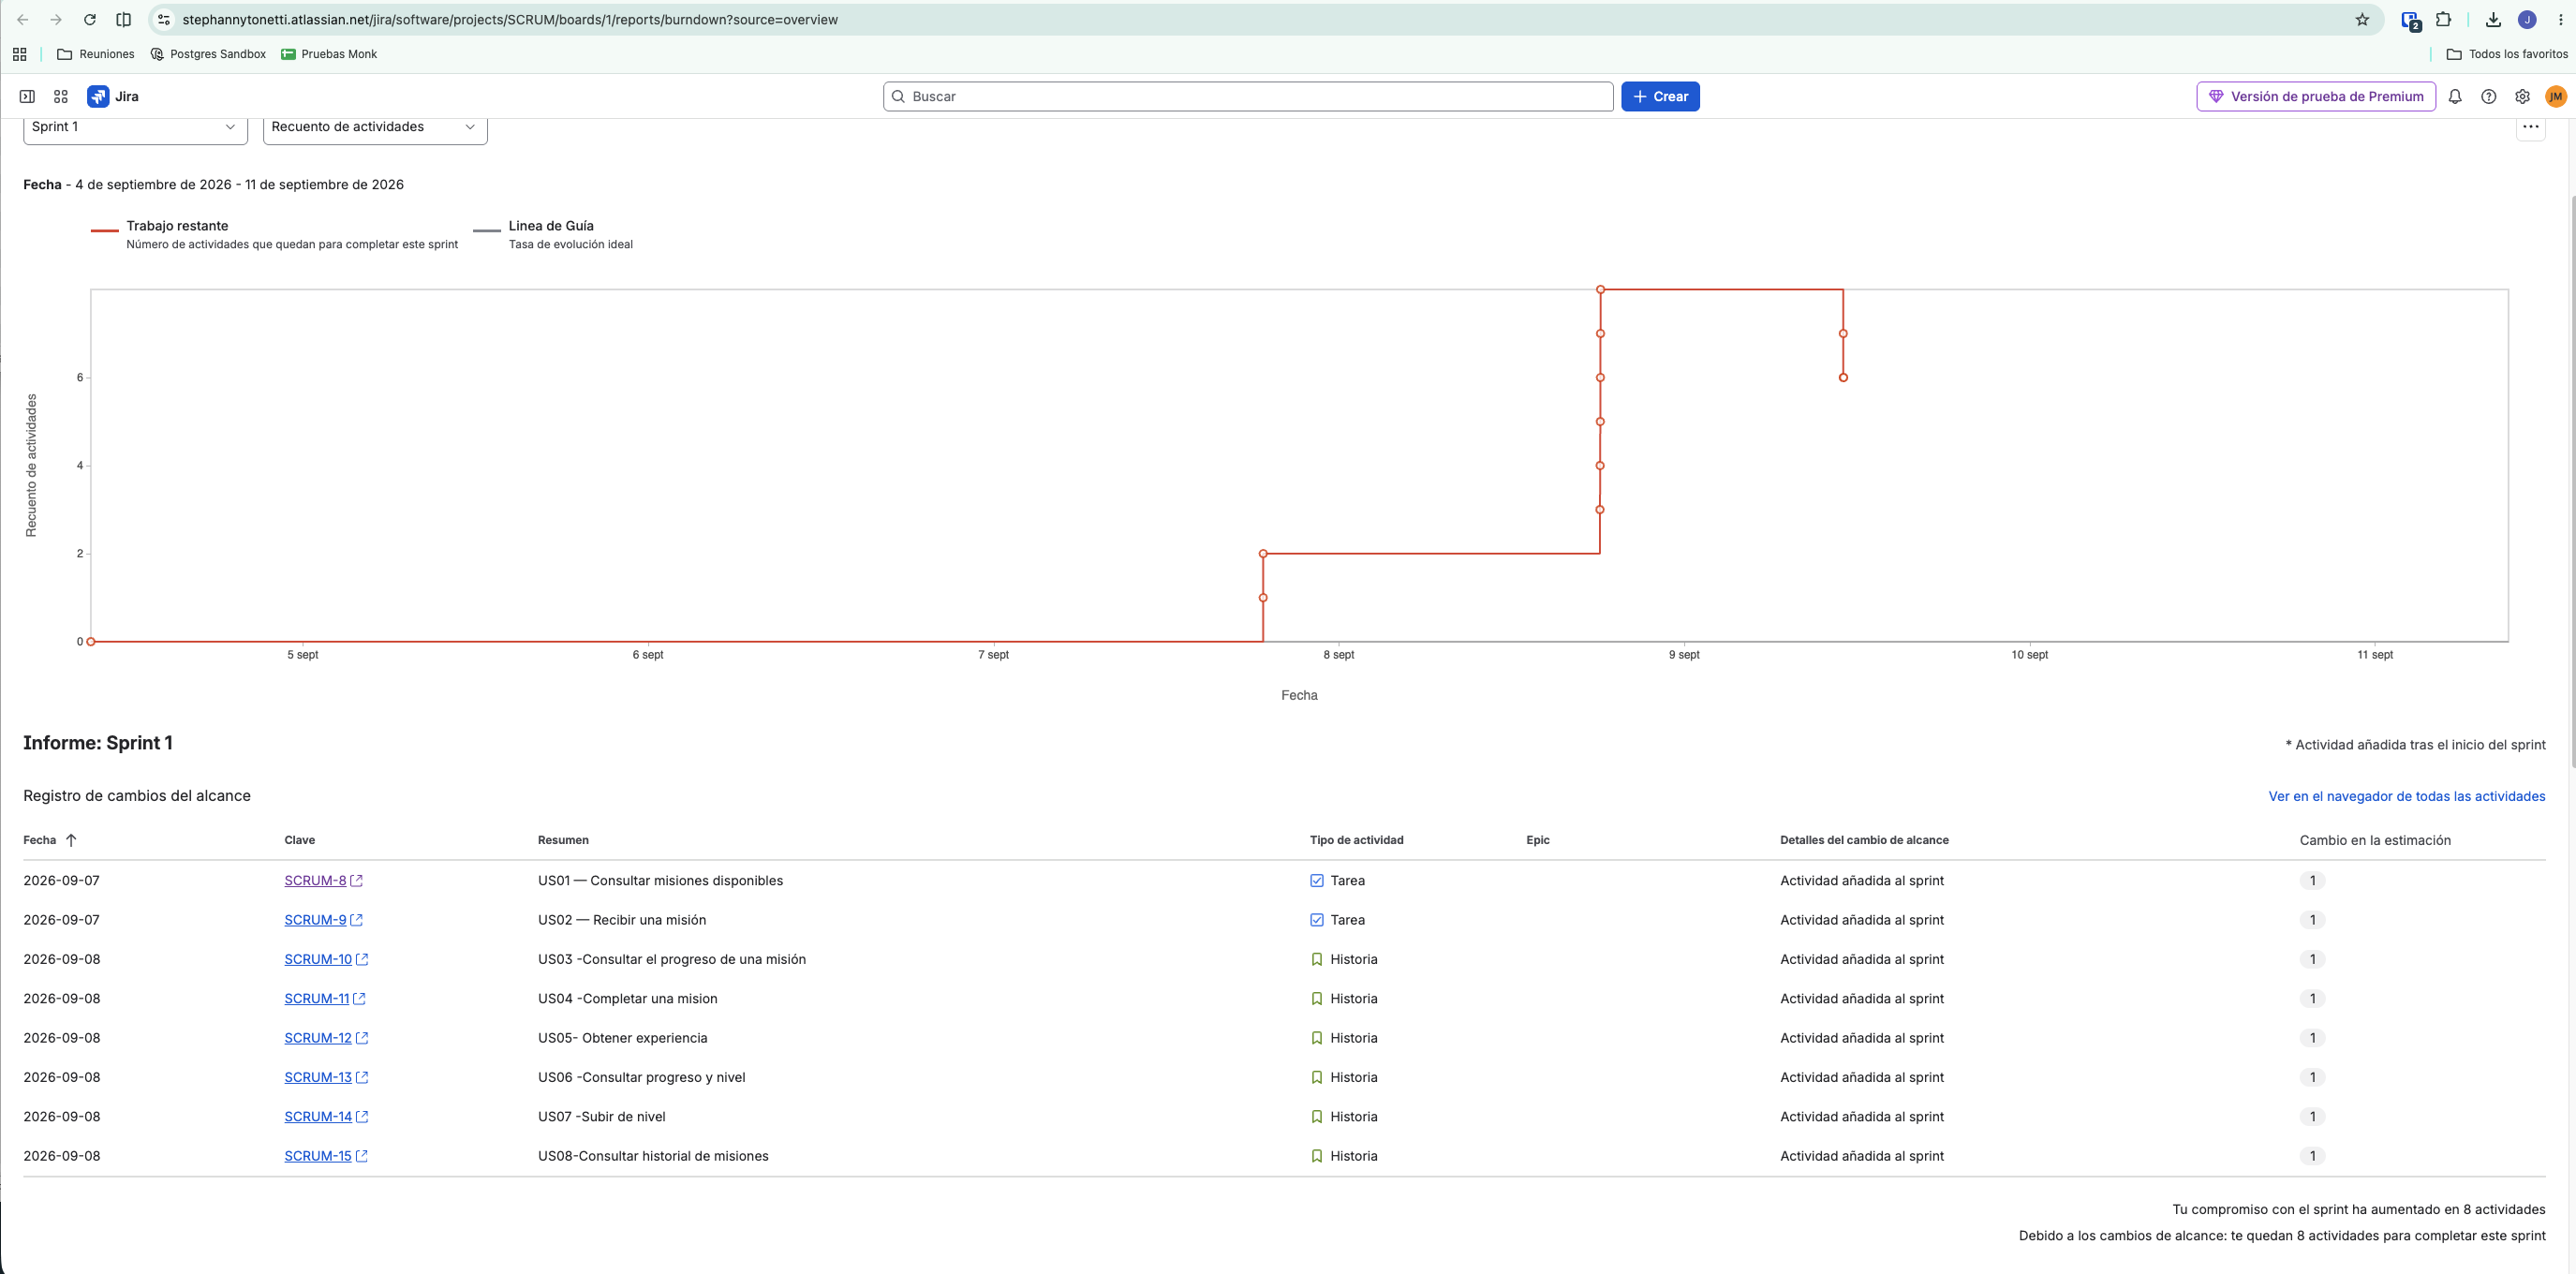 stephannytonetti.atlassian.net/jira/software/projects/SCRUM/boards/1/reports/burndown?source=overview
2
J
Reuniones
Postgres Sandbox
Pruebas Monk
Todos los favoritos
Jira
Buscar
Crear
Versión de prueba de Premium
JM
Sprint 1
Recuento de actividades
Fecha - 4 de septiembre de 2026 - 11 de septiembre de 2026
Trabajo restante
Número de actividades que quedan para completar este sprint
Linea de Guía
Tasa de evolución ideal
Recuento de actividades
6
4
2
0
5 sept
6 sept
7 sept
8 sept
9 sept
10 sept
11 sept
Fecha
Informe: Sprint 1
* Actividad añadida tras el inicio del sprint
Registro de cambios del alcance
Ver en el navegador de todas las actividades
Fecha Clave Resumen Tipo de actividad Epic Detalles del cambio de alcance Cambio en la estimación
2026-09-07 SCRUM-8 US01 — Consultar misiones disponibles Tarea Actividad añadida al sprint 1
2026-09-07 SCRUM-9 US02 — Recibir una misión Tarea Actividad añadida al sprint 1
2026-09-08 SCRUM-10 US03 -Consultar el progreso de una misión Historia Actividad añadida al sprint 1
2026-09-08 SCRUM-11 US04 -Completar una mision Historia Actividad añadida al sprint 1
2026-09-08 SCRUM-12 US05- Obtener experiencia Historia Actividad añadida al sprint 1
2026-09-08 SCRUM-13 US06 -Consultar progreso y nivel Historia Actividad añadida al sprint 1
2026-09-08 SCRUM-14 US07 -Subir de nivel Historia Actividad añadida al sprint 1
2026-09-08 SCRUM-15 US08-Consultar historial de misiones Historia Actividad añadida al sprint 1
Tu compromiso con el sprint ha aumentado en 8 actividades
Debido a los cambios de alcance: te quedan 8 actividades para completar este sprint